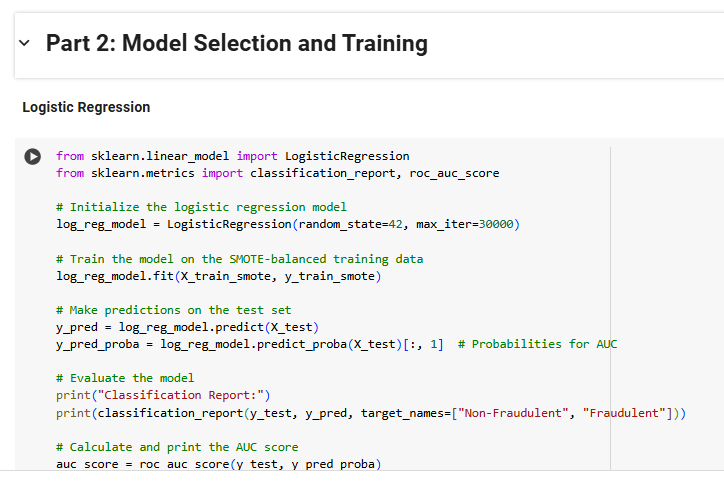 Part 2: Model Selection and Training
Logistic Regression
from sklearn.linear_model import LogisticRegression
from sklearn.metrics import classification_report, roc_auc_score
# Initialize the logistic regression model
log_reg_model = LogisticRegression(random_state=42, max_iter=30000)
# Train the model on the SMOTE-balanced training data
log_reg_model.fit(X_train_smote, y_train_smote)
# Make predictions on the test set
y_pred = log_reg_model.predict(X_test)
y_pred_proba = log_reg_model.predict_proba(X_test)[:, 1]  # Probabilities for AUC
# Evaluate the model
print("Classification Report:")
print(classification_report(y_test, y_pred, target_names=["Non-Fraudulent", "Fraudulent"]))
# Calculate and print the AUC score
auc_score = roc_auc_score(y_test, y_pred_proba)